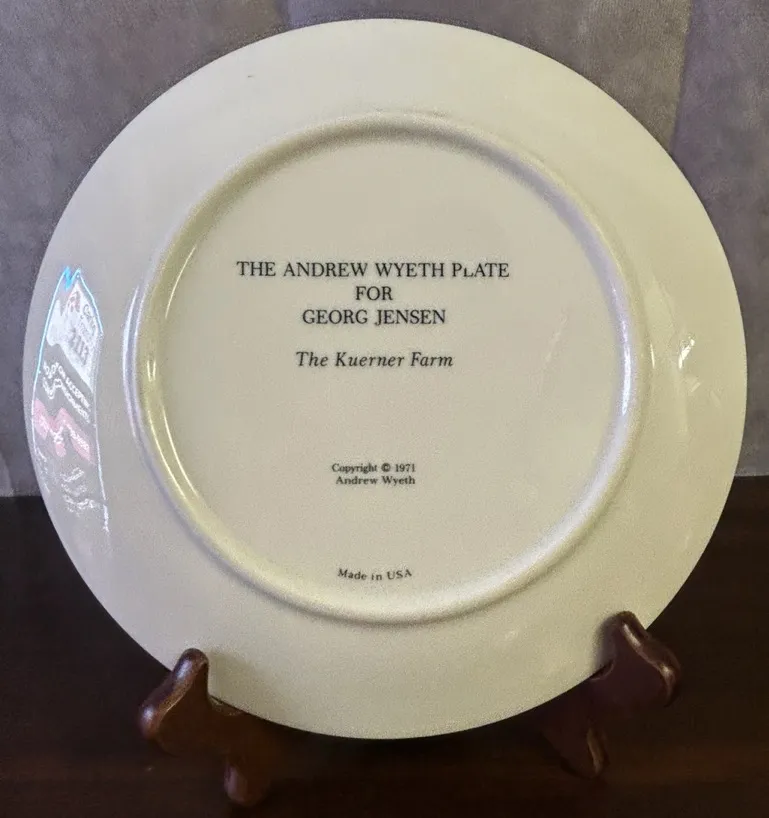 THE ANDREW WYETH PLATE
FOR
GEORG JENSEN
The Kuerner Farm
Copyright © 1971
Andrew Wyeth
Made in USA